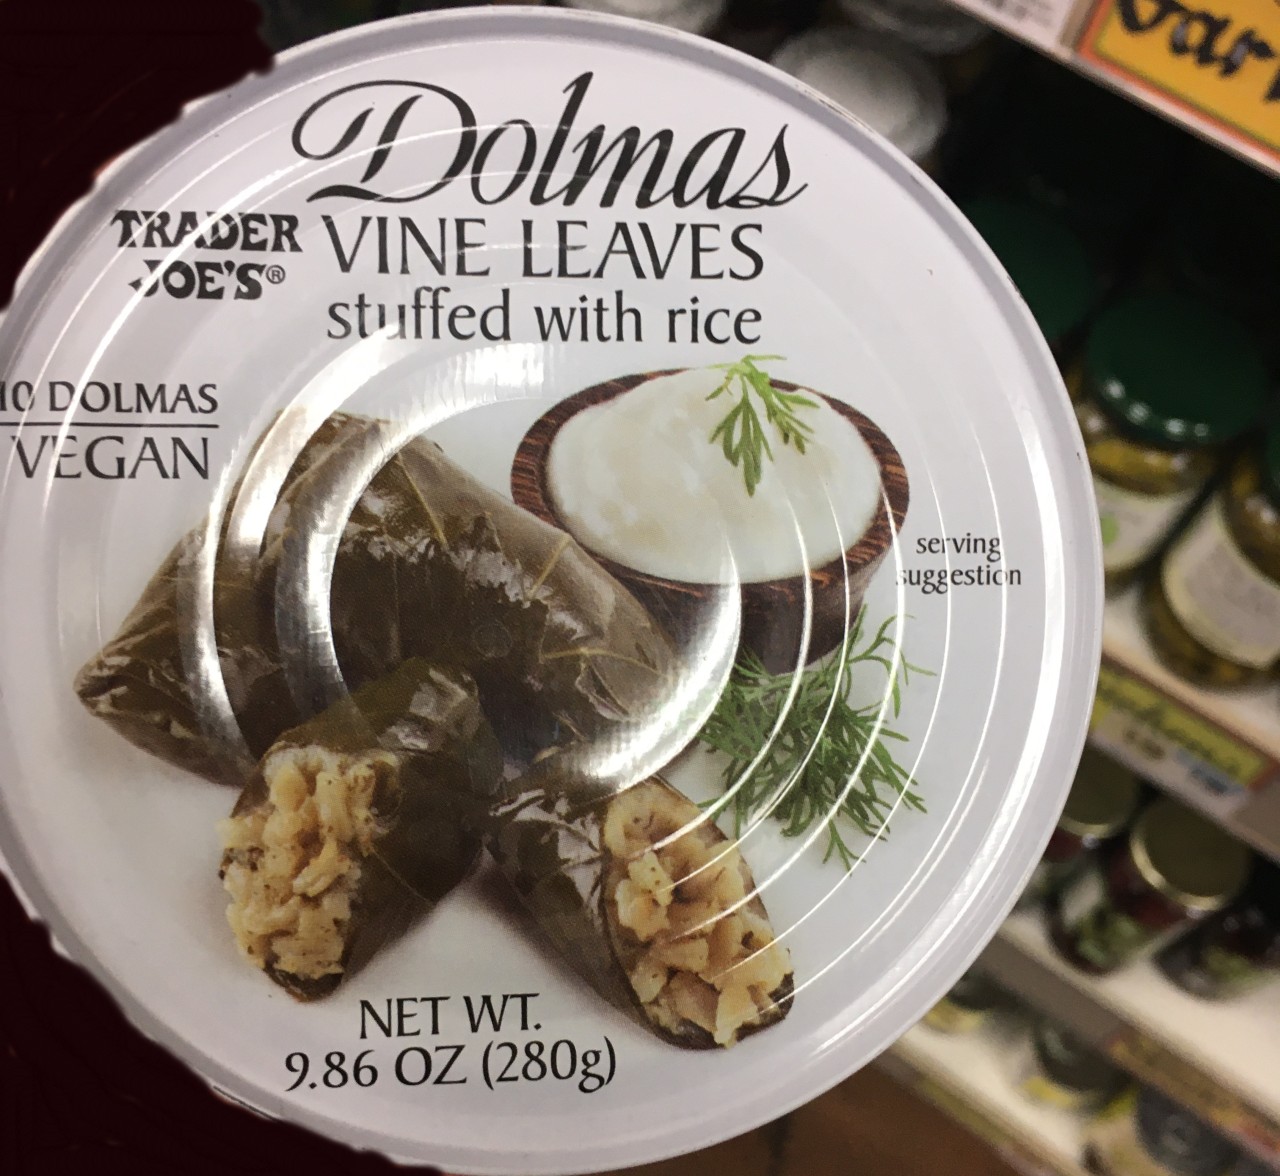 Dolmas
TRADER
JOE'S®
VINE LEAVES
stuffed with rice
10 DOLMAS
VEGAN
serving
suggestion
NET WT.
9.86 OZ (280g)